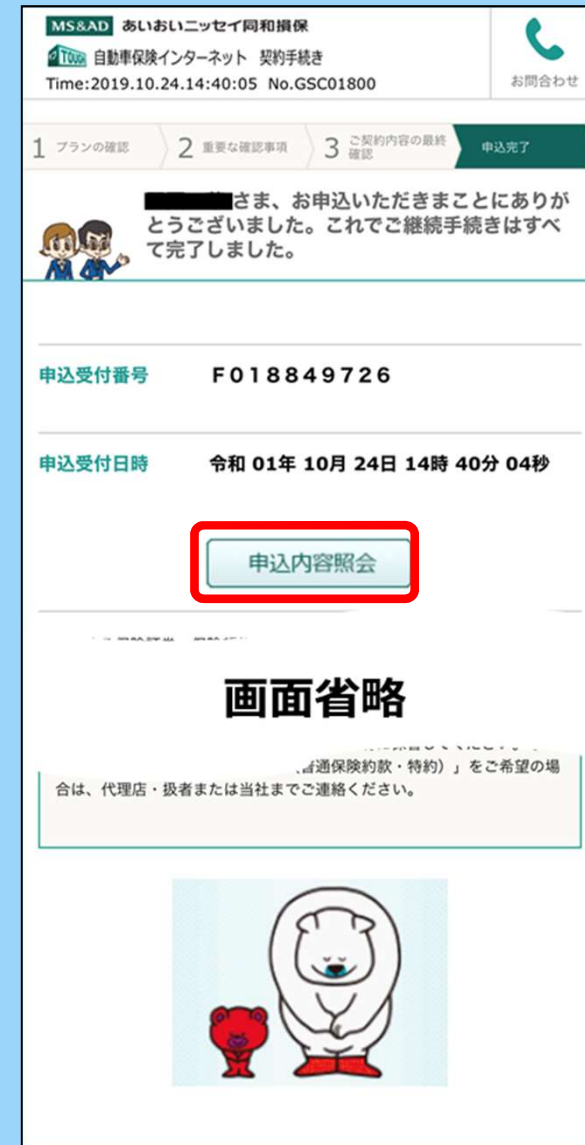 MS&AD あいおいニッセイ同和損保
TOUGH 自動車保険インターネット 契約手続き
Time:2019.10.24.14:40:05 No.GSC01800
お問合わせ
1 プランの確認
2 重要な確認事項
3 ご契約内容の最終
確認
申込完了
さま、お申込いただきまことにありが
とうございました。これでご継続手続きはすべ
て完了しました。
申込受付番号 F018849726
申込受付日時 令和 01年 10月 24日 14時 40分 04秒
申込内容照会
画面省略
(普通保険約款・特約)」をご希望の場
合は、代理店・扱者または当社までご連絡ください。